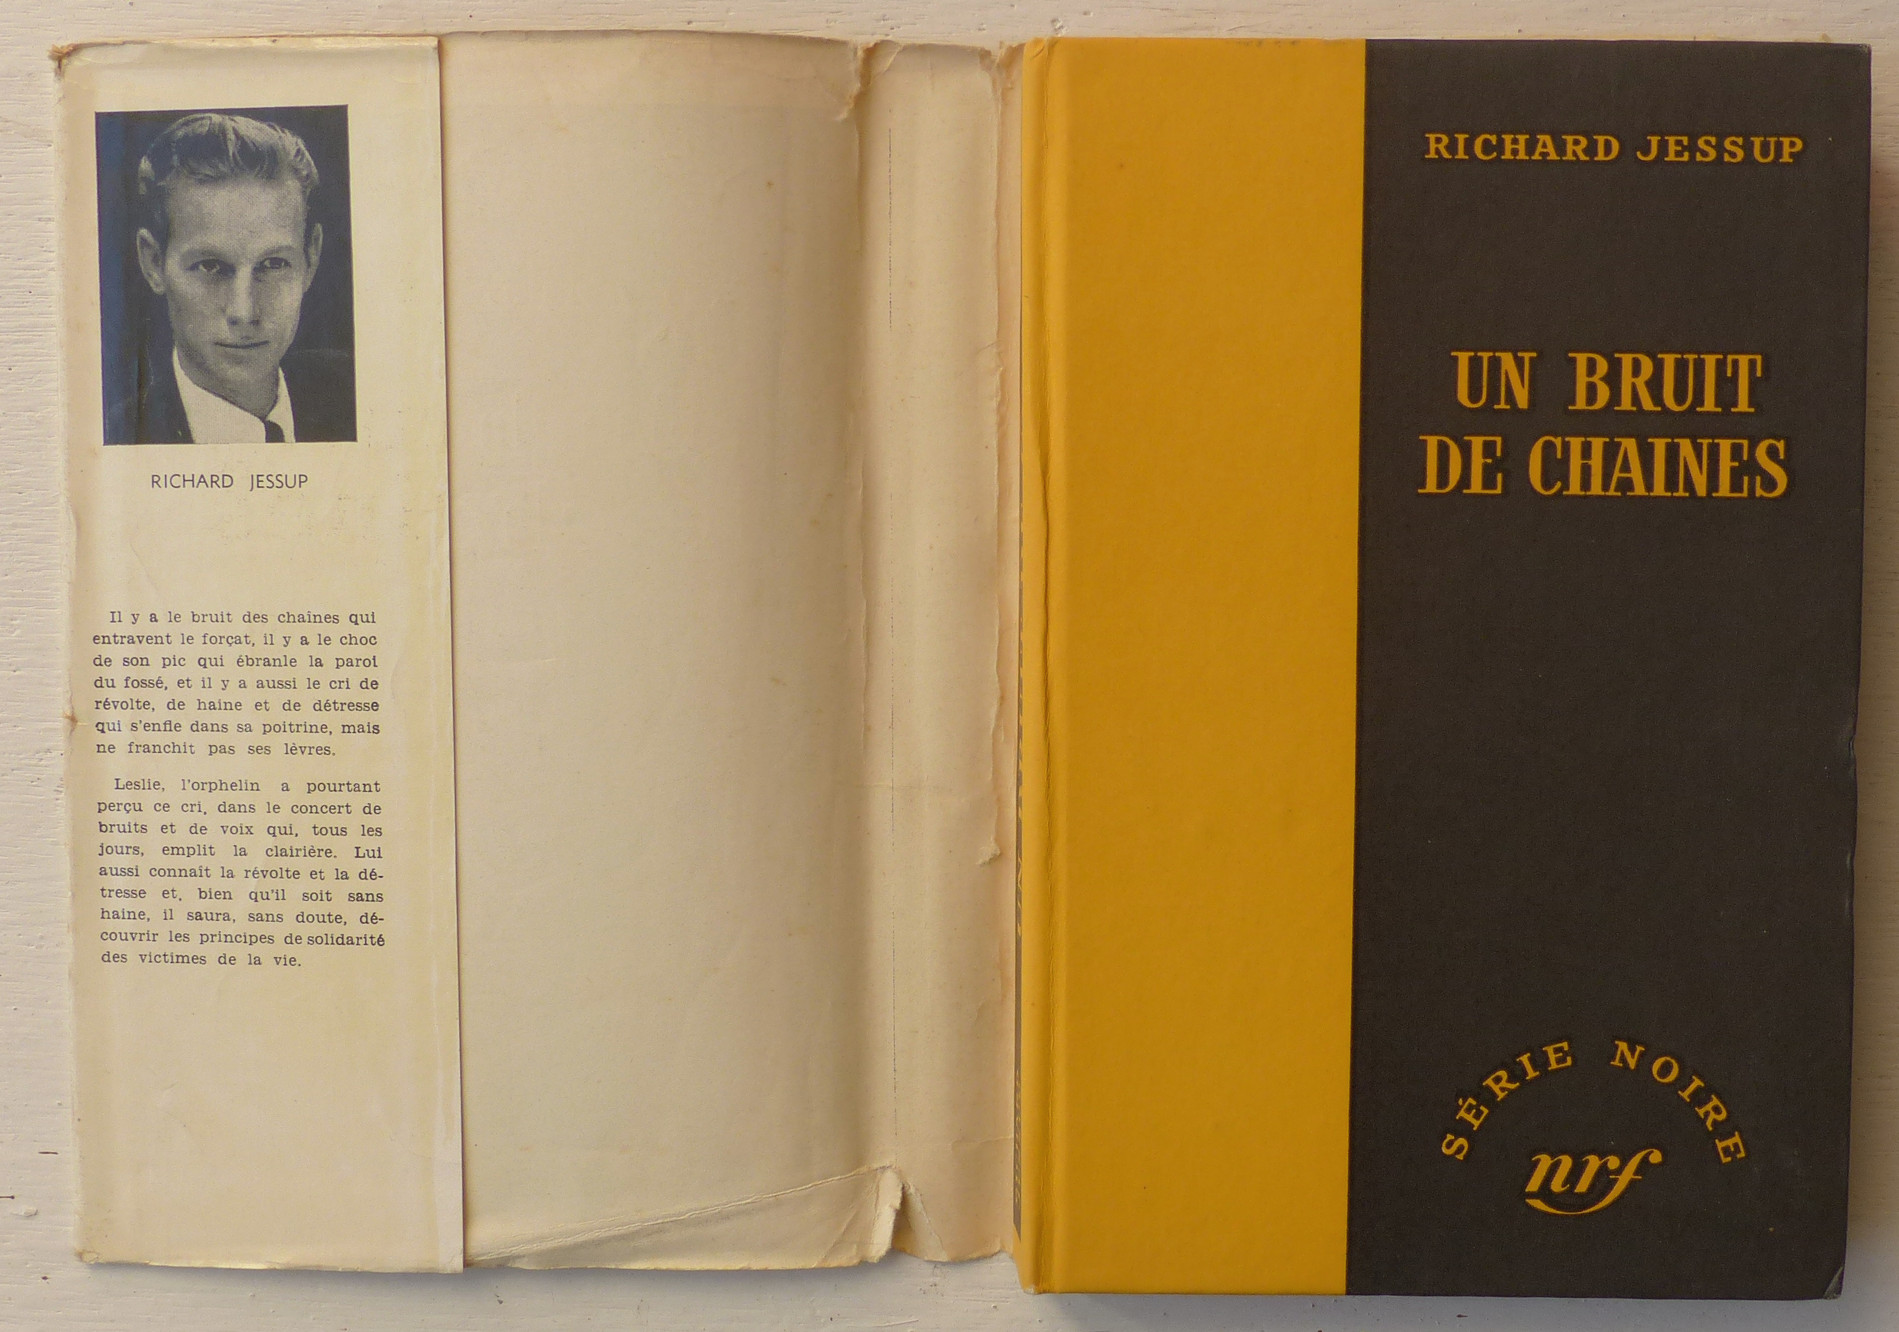 RICHARD JESSUP
Il y a le bruit des chaînes qui
entravent le forçat, il y a le choc
de son pic qui ébranle la paroi
du fossé, et il y a aussi le cri de
révolte, de haine et de détresse
qui s'enfle dans sa poitrine, mais
ne franchit pas ses lèvres.
Leslie, l'orphelin a pourtant
perçu ce cri, dans le concert de
bruits et de voix qui, tous les
jours, emplit la clairière. Lui
aussi connaît la révolte et la dé-
tresse et, bien qu'il soit sans
haine, il saura, sans doute, dé-
couvrir les principes de solidarité
des victimes de la vie.
RICHARD JESSUP
UN BRUIT
DE CHAINES
SÉRIE NOIRE
nrf